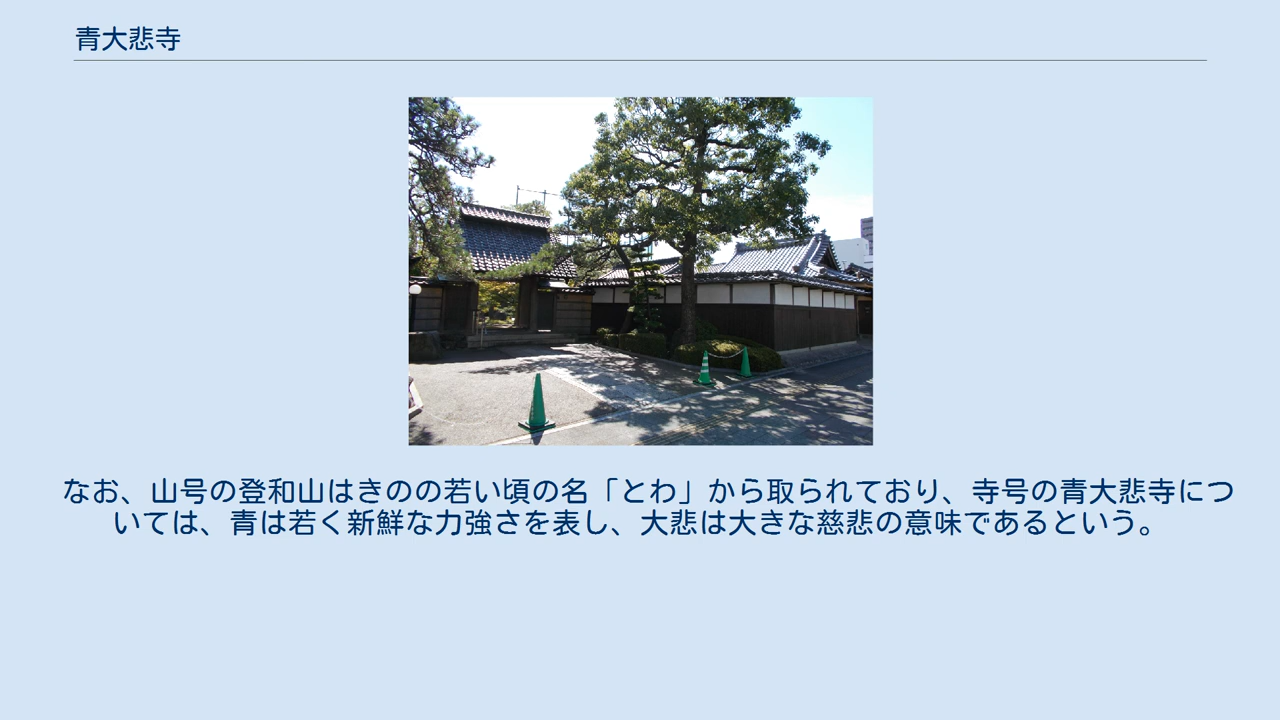 青大悲寺
なお、山号の登和山はきのの若い頃の名「とわ」から取られており、寺号の青大悲寺につ
いては、青は若く新鮮な力強さを表し、大悲は大きな慈悲の意味であるという。